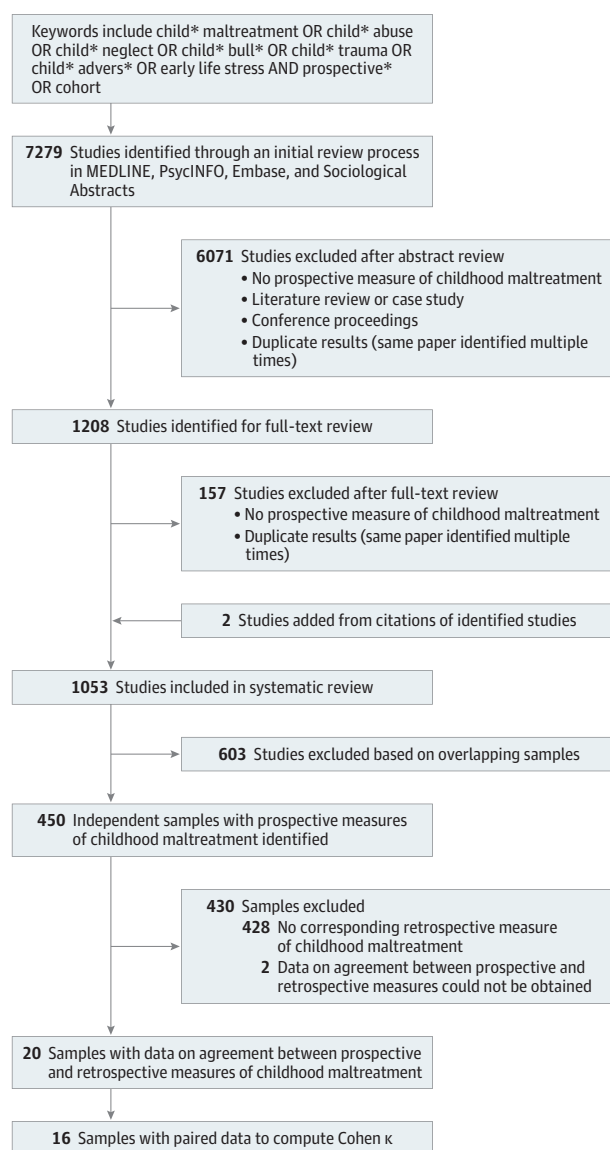 Keywords include child* maltreatment OR child* abuse
OR child* neglect OR child* bull* OR child* trauma OR
child* advers* OR early life stress AND prospective*
OR cohort
7279 Studies identified through an initial review process
in MEDLINE, PsycINFO, Embase, and Sociological
Abstracts
6071 Studies excluded after abstract review
• No prospective measure of childhood maltreatment
• Literature review or case study
• Conference proceedings
• Duplicate results (same paper identified multiple
times)
1208 Studies identified for full-text review
157 Studies excluded after full-text review
• No prospective measure of childhood maltreatment
• Duplicate results (same paper identified multiple
times)
2 Studies added from citations of identified studies
1053 Studies included in systematic review
603 Studies excluded based on overlapping samples
450 Independent samples with prospective measures
of childhood maltreatment identified
430 Samples excluded
428 No corresponding retrospective measure
of childhood maltreatment
2 Data on agreement between prospective and
retrospective measures could not be obtained
20 Samples with data on agreement between prospective
and retrospective measures of childhood maltreatment
16 Samples with paired data to compute Cohen κ